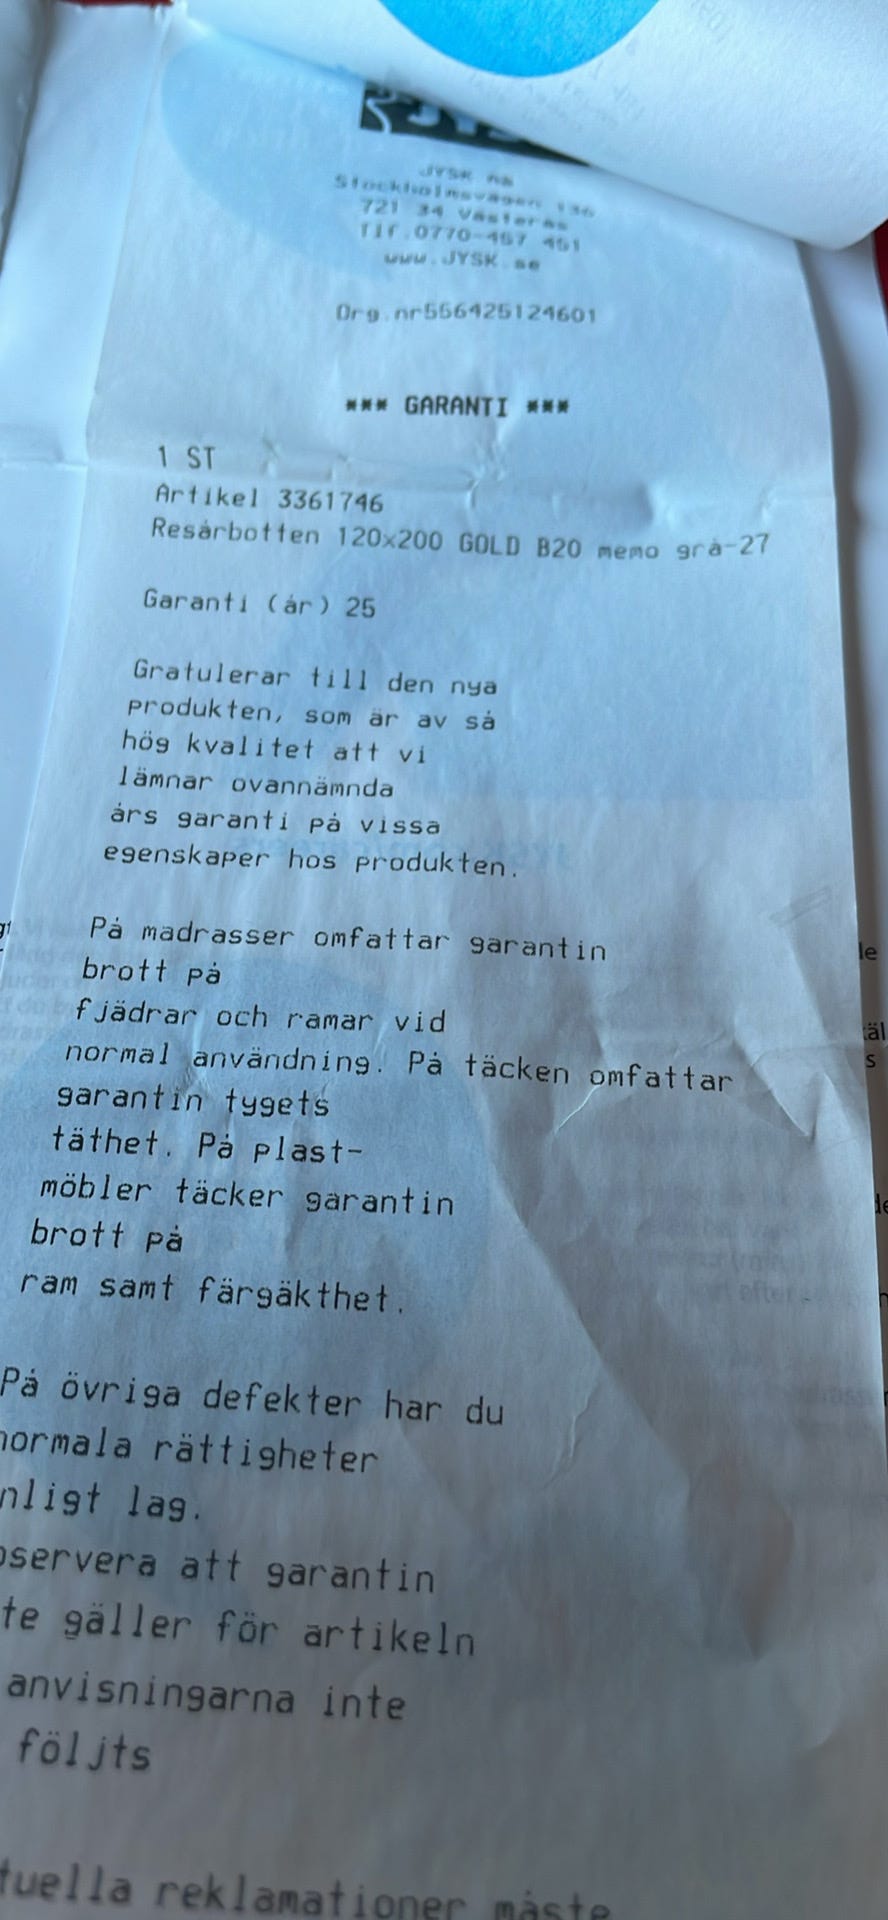 JYSK
Stockholmsvägen 136
721 34 Västerås
Tlf.0770-457 451
www.JYSK.se
Org.nr556425124601
*** GARANTI ***
1 ST
Artikel 3361746
Resårbotten 120x200 GOLD B20 memo grå-27
Garanti (år) 25
Gratulerar till den nya
produkten, som är av så
hög kvalitet att vi
lämnar ovannämnda
års garanti på vissa
egenskaper hos produkten.
På madrasser omfattar garantin
brott på
fjädrar och ramar vid
normal användning. På täcken omfattar
garantin tygets
täthet. På plast-
möbler täcker garantin
brott på
ram samt färgäkthet.
På övriga defekter har du
normala rättigheter
nligt lag.
bservera att garantin
te gäller för artikeln
anvisningarna inte
följts
tuella reklamationer måste